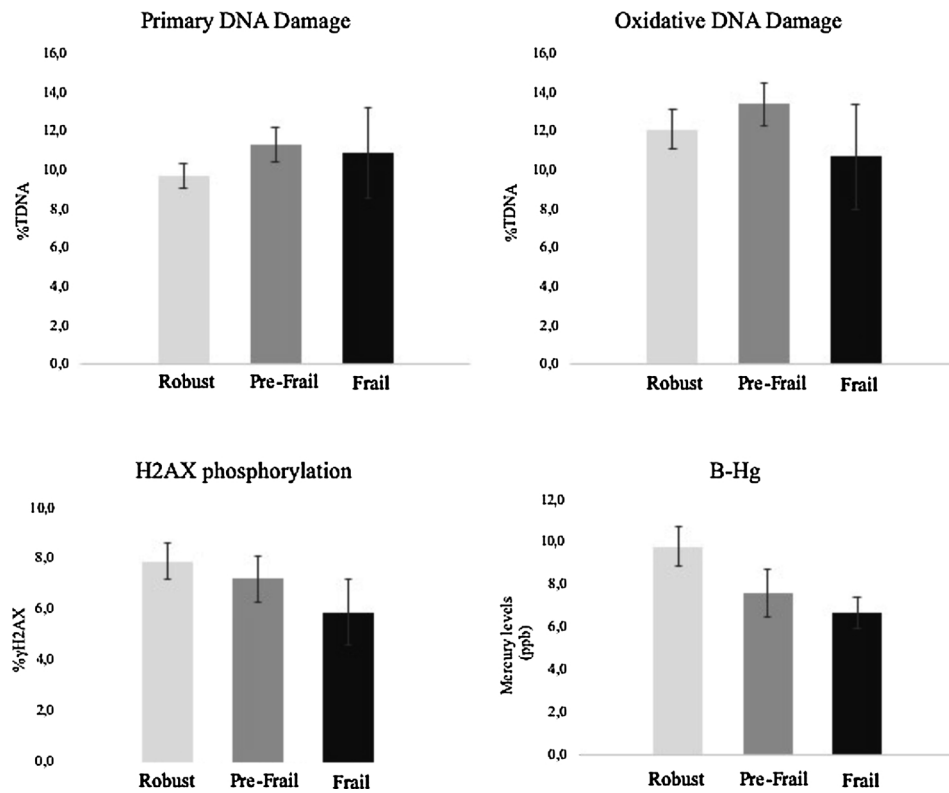 Primary DNA Damage
16,0
14,0
12,0
10,0
8,0
6,0
4,0
2,0
0,0
%TDNA
Robust Pre-Frail Frail
Oxidative DNA Damage
16,0
14,0
12,0
10,0
8,0
6,0
4,0
2,0
0,0
%TDNA
Robust Pre-Frail Frail
H2AX phosphorylation
10,0
8,0
6,0
4,0
2,0
0,0
%γH2AX
Robust Pre-Frail Frail
B-Hg
12,0
10,0
8,0
6,0
4,0
2,0
0,0
Mercury levels
(ppb)
Robust Pre-Frail Frail